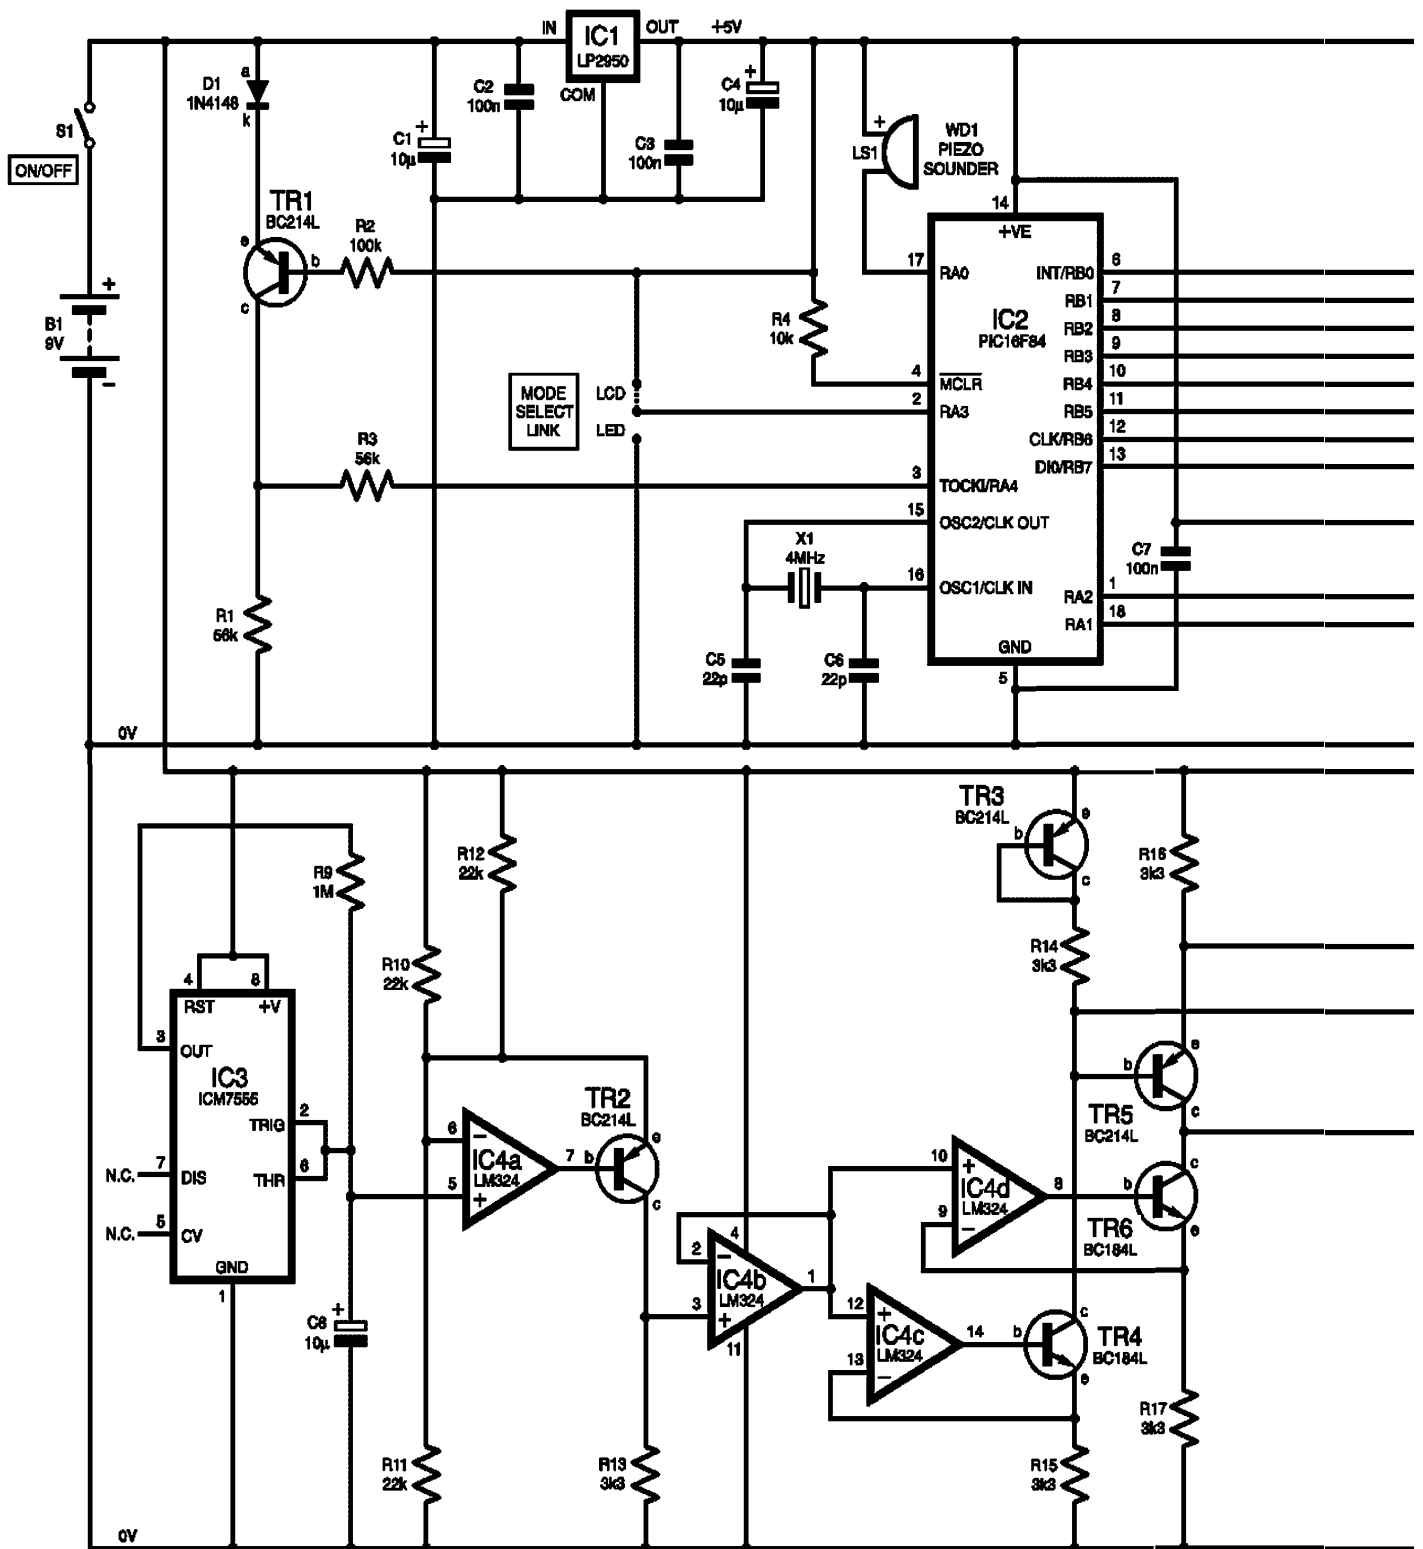 IN
IC1
LP2950
OUT
+5V
COM
D1
1N4148
a
k
S1
ON/OFF
C1
10µ
+
C2
100n
C3
100n
C4
10µ
+
LS1
+
WD1
PIEZO
SOUNDER
TR1
BC214L
e
b
c
R2
100k
B1
9V
+
−
R4
10k
MODE
SELECT
LINK
LCD
LED
R3
56k
R1
56k
X1
4MHz
C5
22p
C6
22p
IC2
PIC16F84
14
+VE
17
RA0
4
MCLR
2
RA3
3
TOCKI/RA4
15
OSC2/CLK OUT
16
OSC1/CLK IN
INT/RB0
6
RB1
7
RB2
8
RB3
9
RB4
10
RB5
11
CLK/RB6
12
DI0/RB7
13
RA2
1
RA1
18
GND
5
C7
100n
0V
R9
1M
R12
22k
R10
22k
4
8
RST
+V
3
OUT
IC3
ICM7555
2
TRIG
6
THR
N.C.
7
DIS
N.C.
5
CV
GND
1
C8
10µ
+
6
−
IC4a
LM324
5
+
7
TR2
BC214L
b
e
c
R11
22k
R13
3k3
2
−
4
IC4b
LM324
3
+
11
1
TR3
BC214L
b
e
c
R14
3k3
R16
3k3
TR5
BC214L
b
e
c
10
+
IC4d
LM324
9
−
8
TR6
BC184L
b
c
e
12
+
IC4c
LM324
13
−
14
TR4
BC184L
b
c
e
R15
3k3
R17
3k3
0V